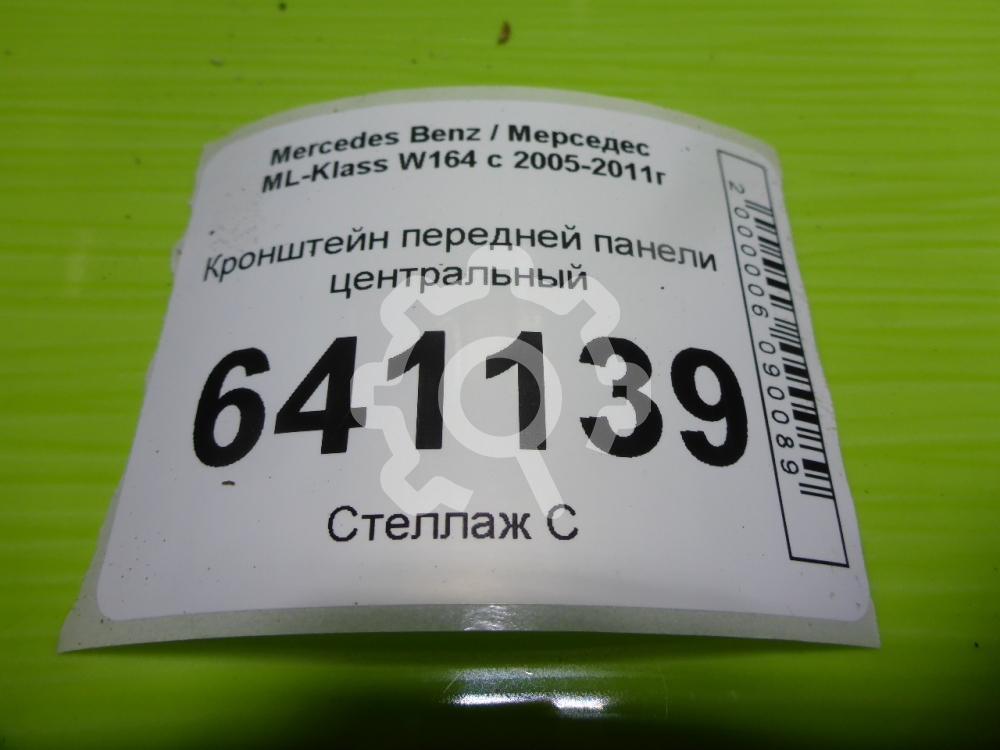 Mercedes Benz / Мерседес
ML-Klass W164 с 2005-2011г
Кронштейн передней панели
центральный
641139
Стеллаж С
2000006090089